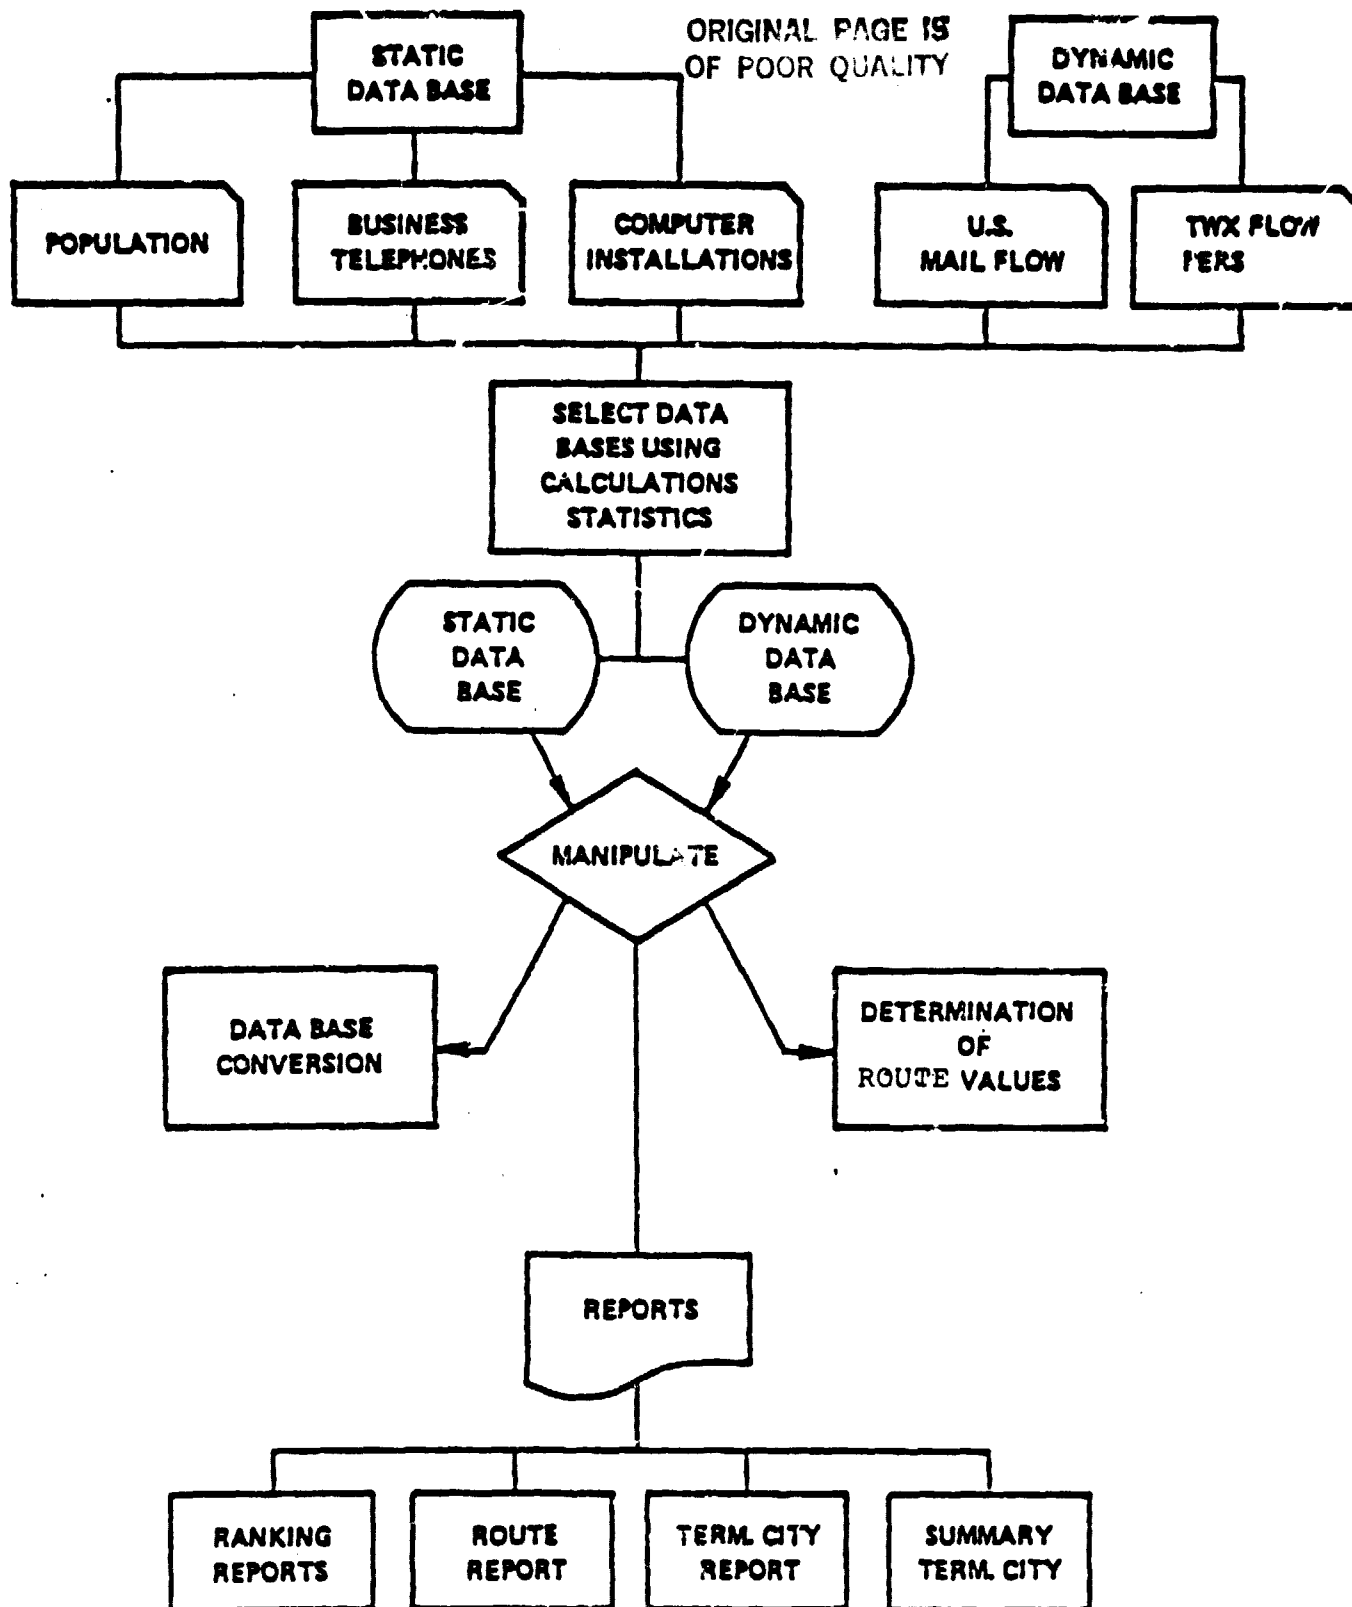 ORIGINAL PAGE IS
OF POOR QUALITY
STATIC
DATA BASE
DYNAMIC
DATA BASE
POPULATION
BUSINESS
TELEPHONES
COMPUTER
INSTALLATIONS
U.S.
MAIL FLOW
TWX FLOW
PERS
SELECT DATA
BASES USING
CALCULATIONS
STATISTICS
STATIC
DATA
BASE
DYNAMIC
DATA
BASE
MANIPULATE
DATA BASE
CONVERSION
DETERMINATION
OF
ROUTE VALUES
REPORTS
RANKING
REPORTS
ROUTE
REPORT
TERM. CITY
REPORT
SUMMARY
TERM. CITY